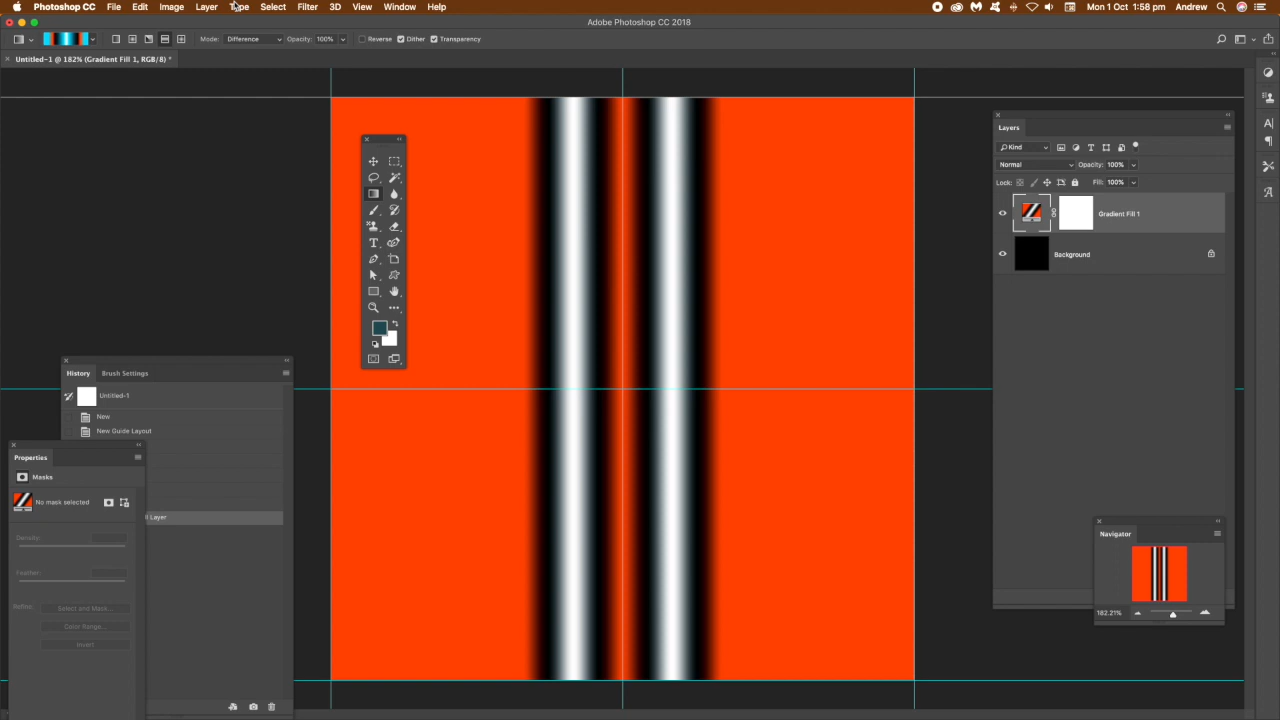 Photoshop CC File Edit Image Layer Type Select Filter 3D View Window Help Mon 1 Oct 1:58 pm Andrew
Adobe Photoshop CC 2018
Mode: Difference Opacity: 100% Reverse Dither Transparency
Untitled-1 @ 182% (Gradient Fill 1, RGB/8) *
Layers
Kind
Normal Opacity: 100%
Lock: Fill: 100%
Gradient Fill 1
Background
History Brush Settings
Untitled-1
New
New Guide Layout
Properties
Masks
No mask selected
Layer
Density:
Feather:
Refine: Select and Mask...
Color Range...
Invert
Navigator
182.21%